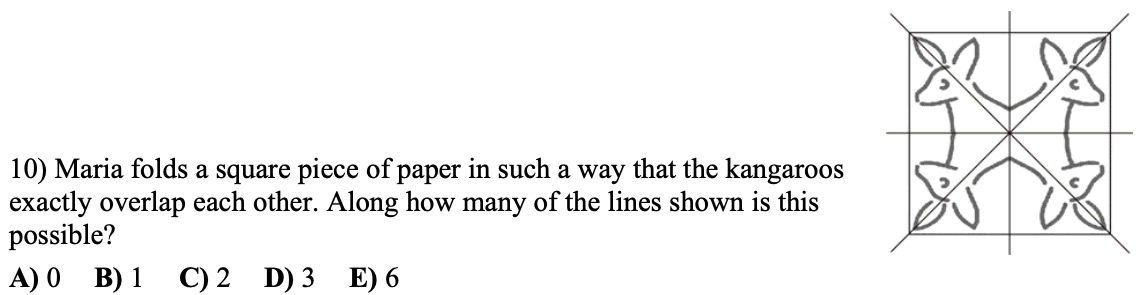 10) Maria folds a square piece of paper in such a way that the kangaroos
exactly overlap each other. Along how many of the lines shown is this
possible?
A) 0 B) 1 C) 2 D) 3 E) 6